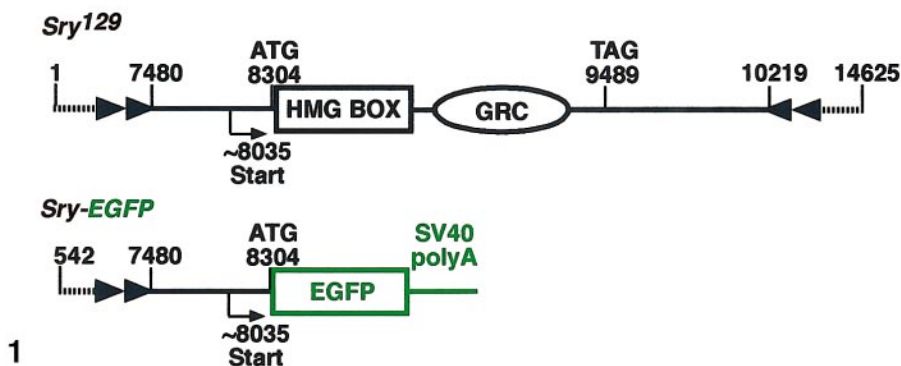 Sry129
ATG
TAG
1 7480 8304 9489 10219 14625
HMG BOX GRC
~8035
Start
Sry-EGFP
ATG
SV40
542 7480 8304 polyA
EGFP
~8035
Start
1